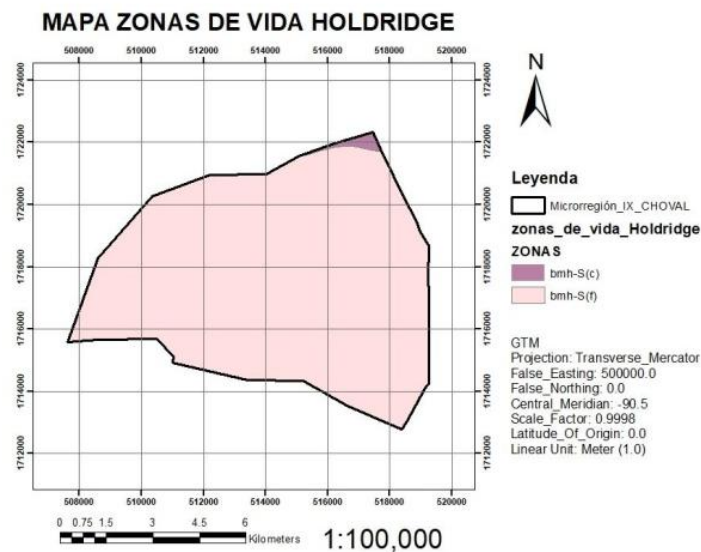 MAPA ZONAS DE VIDA HOLDRIDGE
508000 510000 512000 514000 516000 518000 520000
1724000 1724000
1722000 1722000
1720000 1720000
1718000 1718000
1716000 1716000
1714000 1714000
1712000 1712000
508000 510000 512000 514000 516000 518000 520000
N
Leyenda
Microrregión_IX_CHOVAL
zonas_de_vida_Holdridge
ZONAS
bmh-S(c)
bmh-S(f)
GTM
Projection: Transverse_Mercator
False_Easting: 500000.0
False_Northing: 0.0
Central_Meridian: -90.5
Scale_Factor: 0.9998
Latitude_Of_Origin: 0.0
Linear Unit: Meter (1.0)
0 0.75 1.5 3 4.5 6
Kilometers
1:100,000